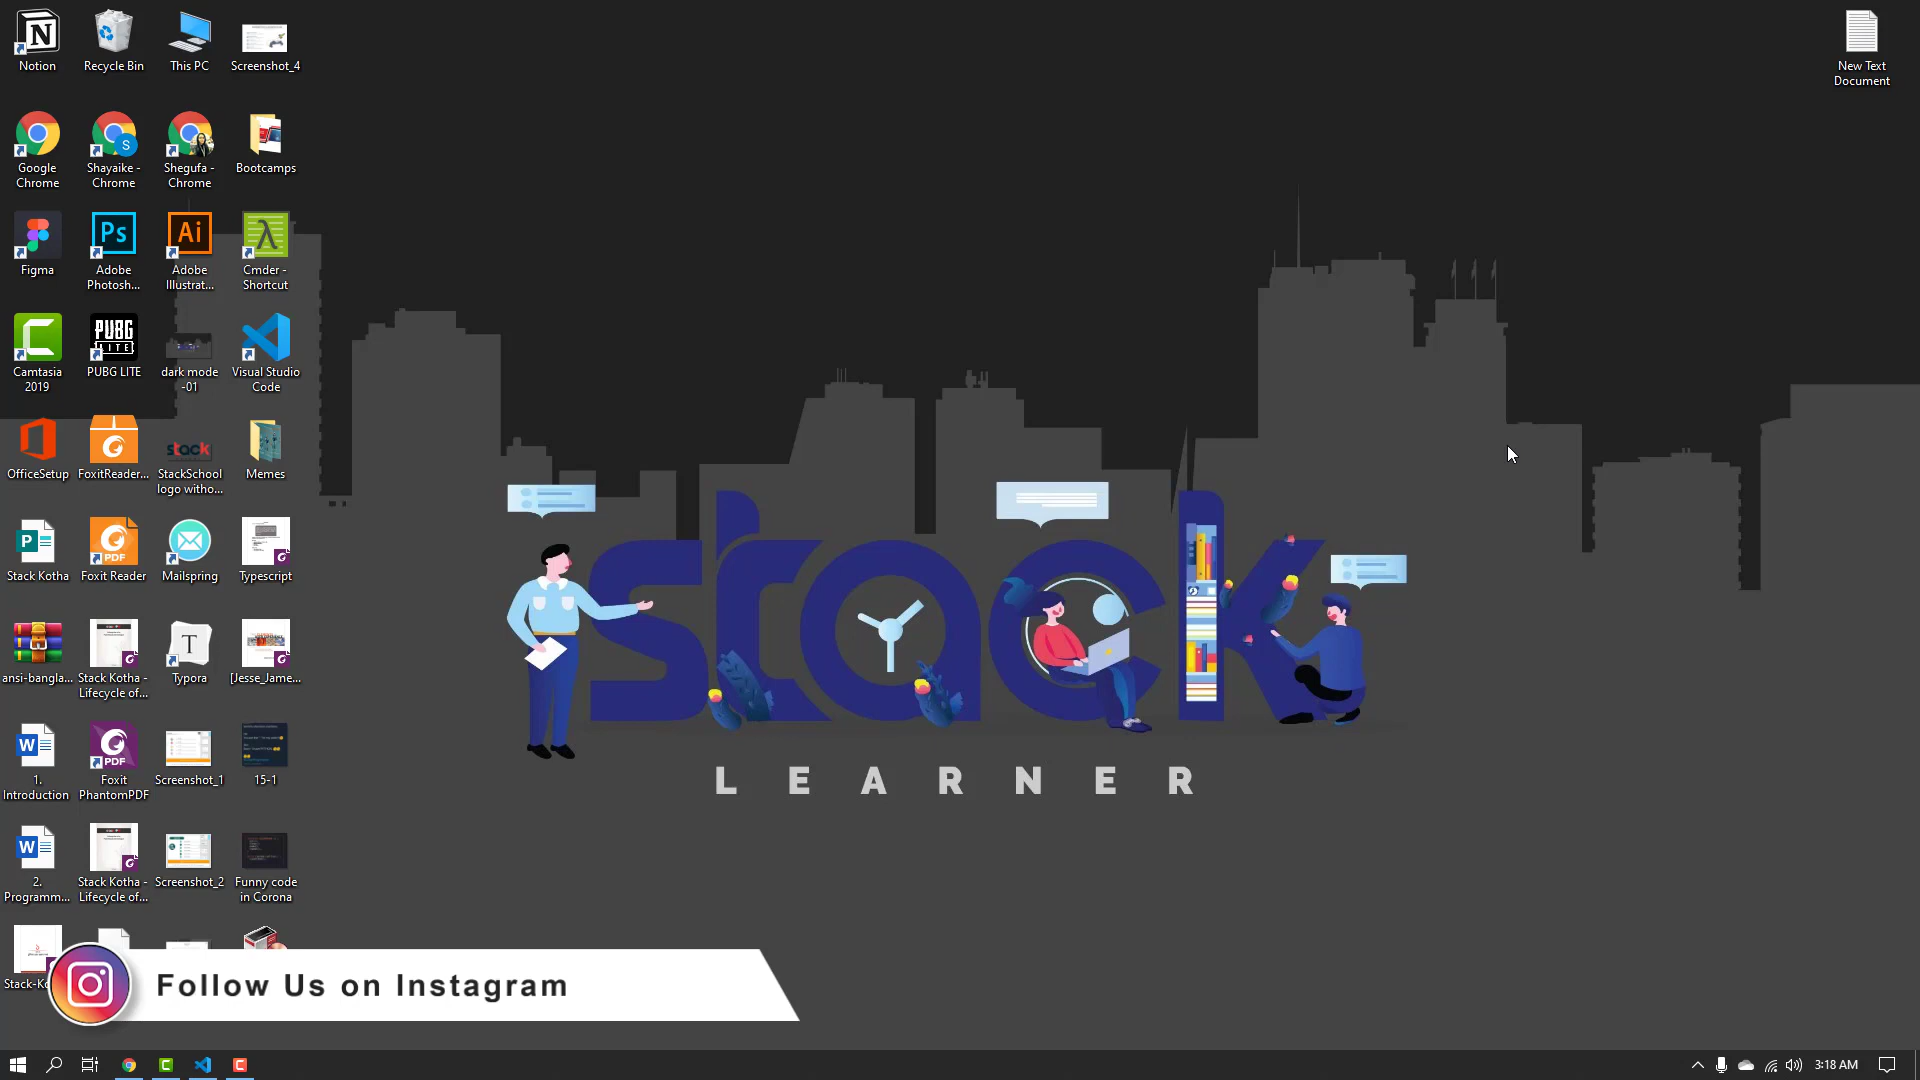 Notion
Recycle Bin
This PC
Screenshot_4
New Text
Document
Google
Chrome
Shayaike -
Chrome
Shegufa -
Chrome
Bootcamps
Figma
Adobe
Photosh...
Adobe
Illustrat...
Cmder -
Shortcut
Camtasia
2019
PUBG LITE
dark mode
-01
Visual Studio
Code
OfficeSetup
FoxitReader...
StackSchool
logo witho...
Memes
Stack Kotha
Foxit Reader
Mailspring
Typescript
ansi-bangla...
Stack Kotha -
Lifecycle of...
Typora
[Jesse_Jame...
1.
Introduction
Foxit
PhantomPDF
Screenshot_1
15-1
2.
Programm...
Stack Kotha -
Lifecycle of...
Screenshot_2
Funny code
in Corona
stack
LEARNER
Follow Us on Instagram
3:18 AM